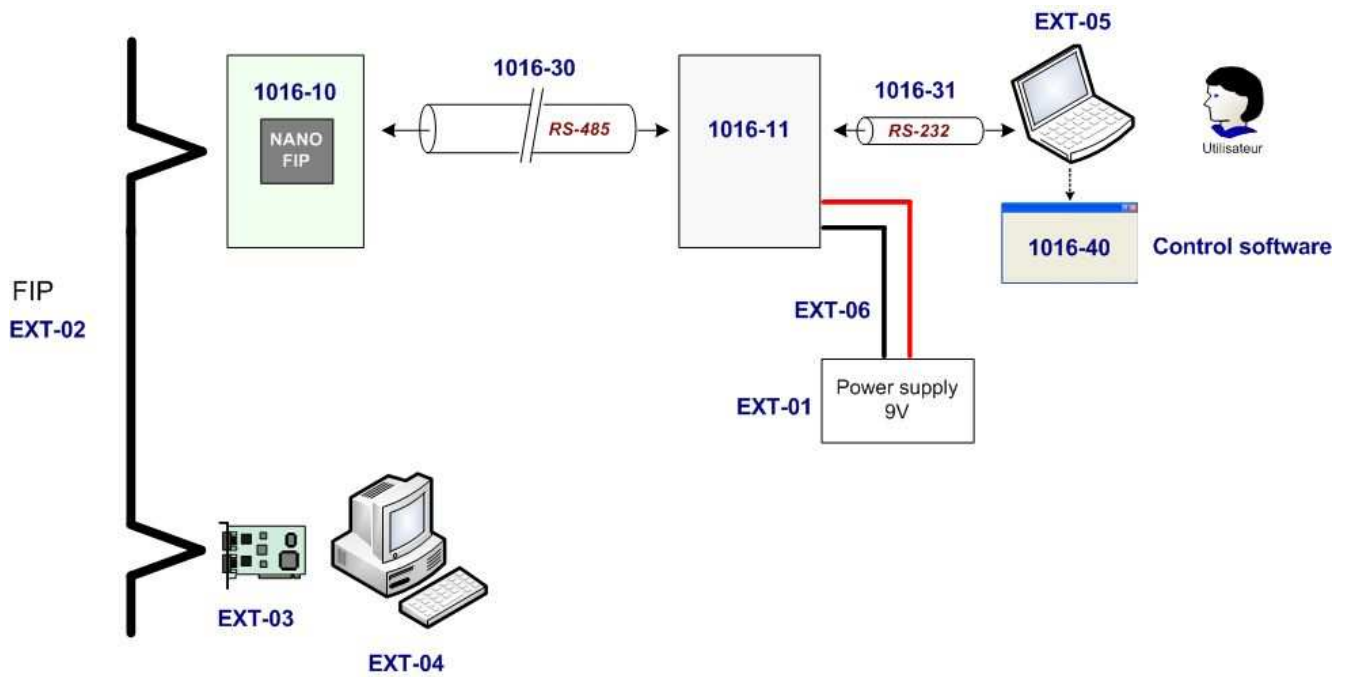 EXT-05
1016-10
1016-30
1016-31
NANO
FIP
RS-485
1016-11
RS-232
Utilisateur
1016-40
Control software
FIP
EXT-02
EXT-06
EXT-01
Power supply
9V
EXT-03
EXT-04